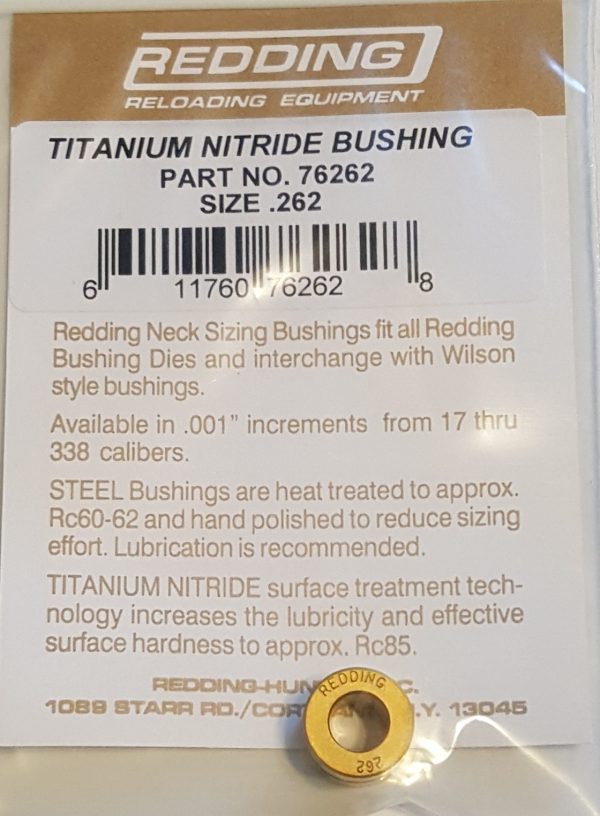 REDDING
RELOADING EQUIPMENT
TITANIUM NITRIDE BUSHING
PART NO. 76262
SIZE .262
6 11760 76262 8
Redding Neck Sizing Bushings fit all Redding
Bushing Dies and interchange with Wilson
style bushings.
Available in .001" increments from 17 thru
338 calibers.
STEEL Bushings are heat treated to approx.
Rc60-62 and hand polished to reduce sizing
effort. Lubrication is recommended.
TITANIUM NITRIDE surface treatment tech-
nology increases the lubricity and effective
surface hardness to approx. Rc85.
REDDING
1089 STARR RD./ .Y. 13045
262